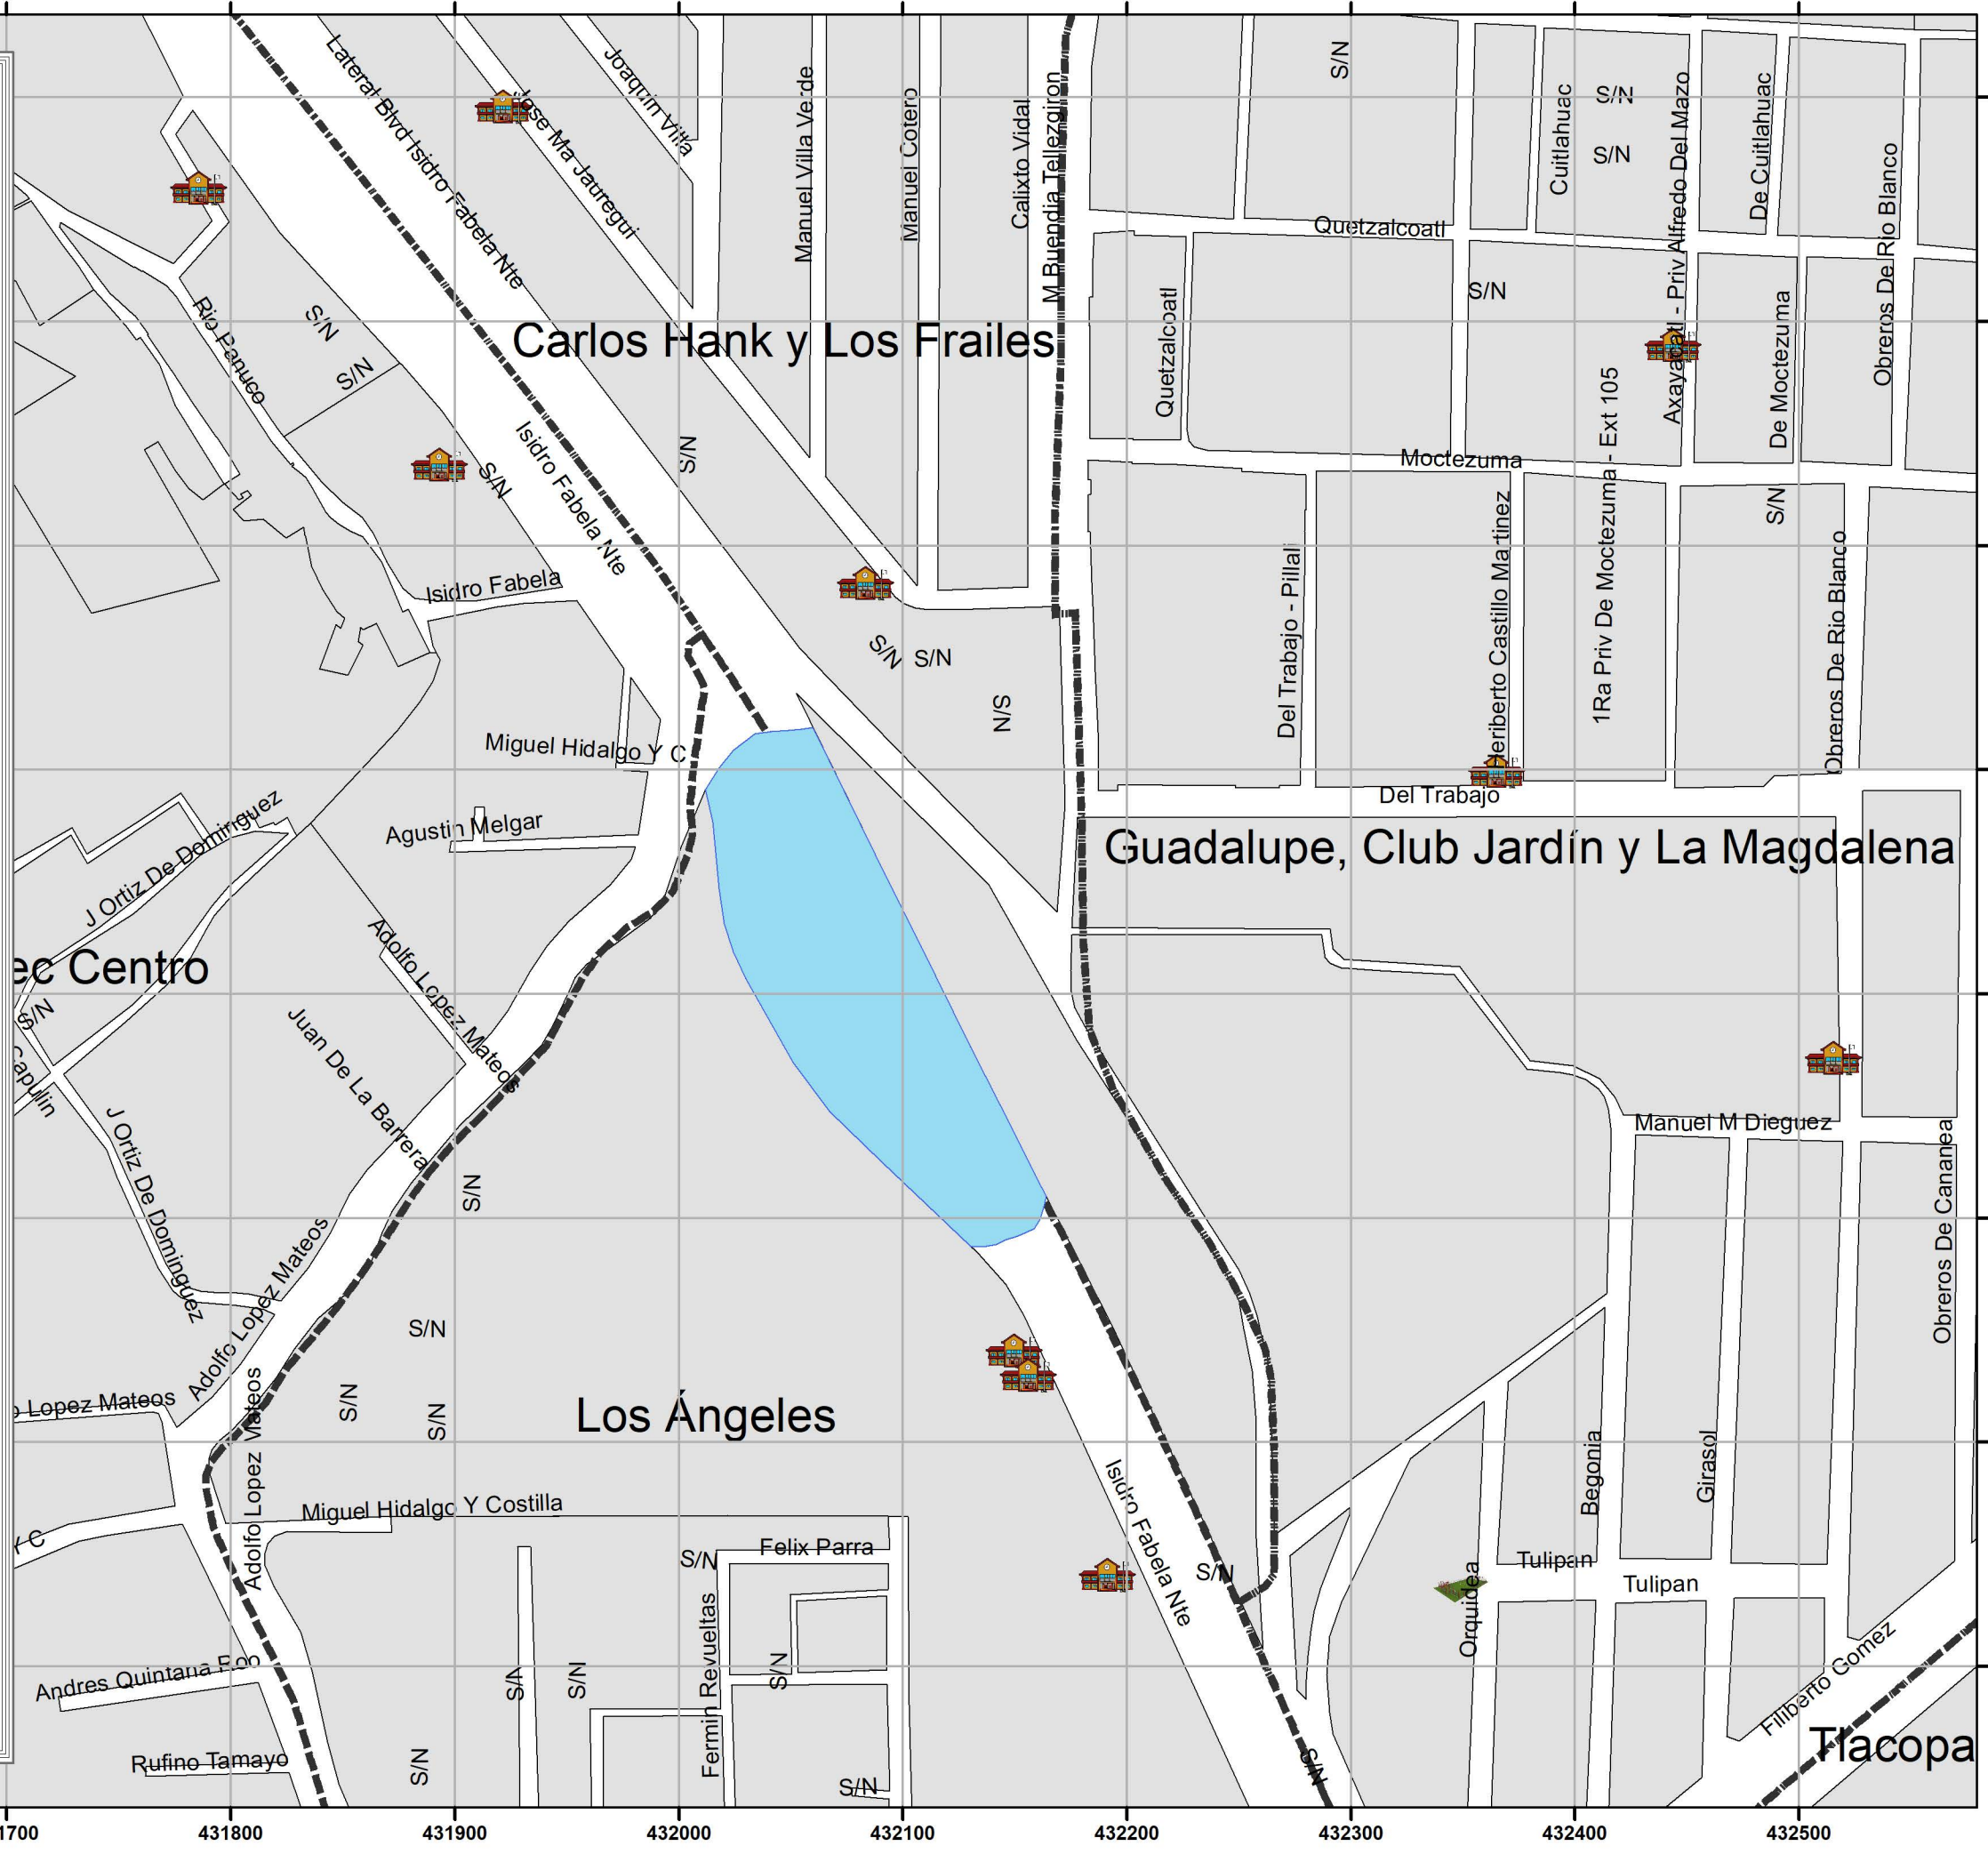 Lateral Blvd Isidro Fabela Nte
Jose Ma Jauregui
Joaquin Villa
Manuel Villa Verde
Manuel Cotero
Calixto Vidal
M Buendia Tellezgiron
S/N
Cuitlahuac
S/N
S/N
Axayacatl - Priv Alfredo Del Mazo
De Cuitlahuac
Obreros De Rio Blanco
Quetzalcoatl
S/N
Quetzalcoatl
De Moctezuma
Rio Panuco
S/N
S/N
Carlos Hank y Los Frailes
Isidro Fabela Nte
S/N
S/N
Moctezuma
1Ra Priv De Moctezuma - Ext 105
S/N
Heriberto Castillo Martinez
Del Trabajo - Pillali
Obreros De Rio Blanco
Isidro Fabela
S/N
S/N
S/N
Miguel Hidalgo Y C
Del Trabajo
Agustin Melgar
J Ortiz De Dominguez
Guadalupe, Club Jardín y La Magdalena
Adolfo Lopez Mateos
ec Centro
S/N
Capulin
Juan De La Barrera
J Ortiz De Dominguez
Manuel M Dieguez
Obreros De Cananea
S/N
Adolfo Lopez Mateos
S/N
o Lopez Mateos
Adolfo Lopez Mateos
S/N
S/N
Los Ángeles
Isidro Fabela Nte
Begonia
Girasol
Miguel Hidalgo Y Costilla
Y C
S/N
Felix Parra
S/N
Tulipan
Tulipan
Orquidea
Fermin Revueltas
S/N
S/N
S/N
Andres Quintana Roo
Filiberto Gomez
Tlacopa
Rufino Tamayo
S/N
S/N
S/N
1700 431800 431900 432000 432100 432200 432300 432400 432500